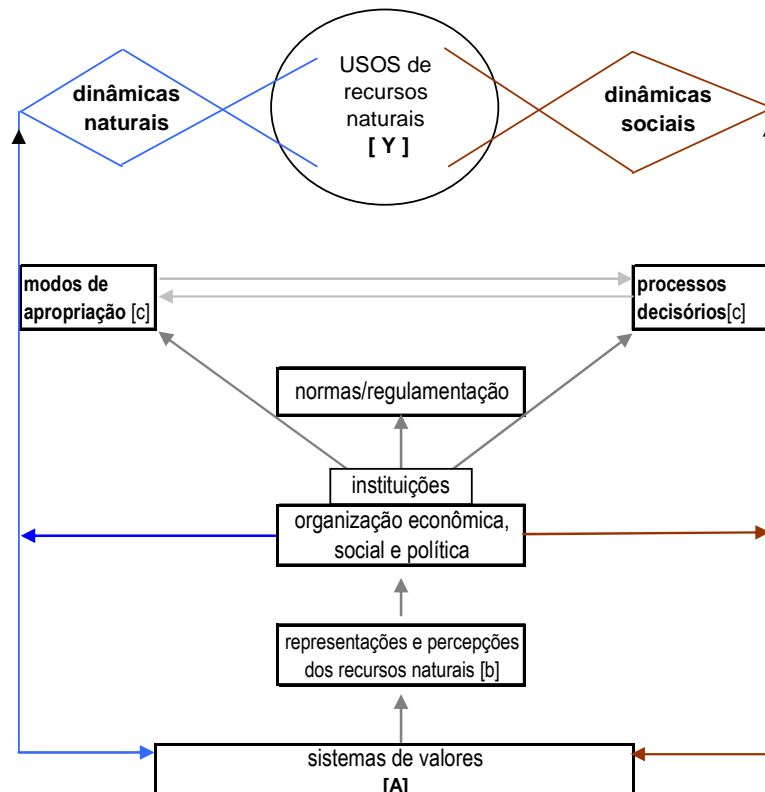 USOS de
recursos
naturais
[ Y ]
dinâmicas
naturais
dinâmicas
sociais
modos de
apropriação [c]
processos
decisórios[c]
normas/regulamentação
instituições
organização econômica,
social e política
representações e percepções
dos recursos naturais [b]
sistemas de valores
[A]